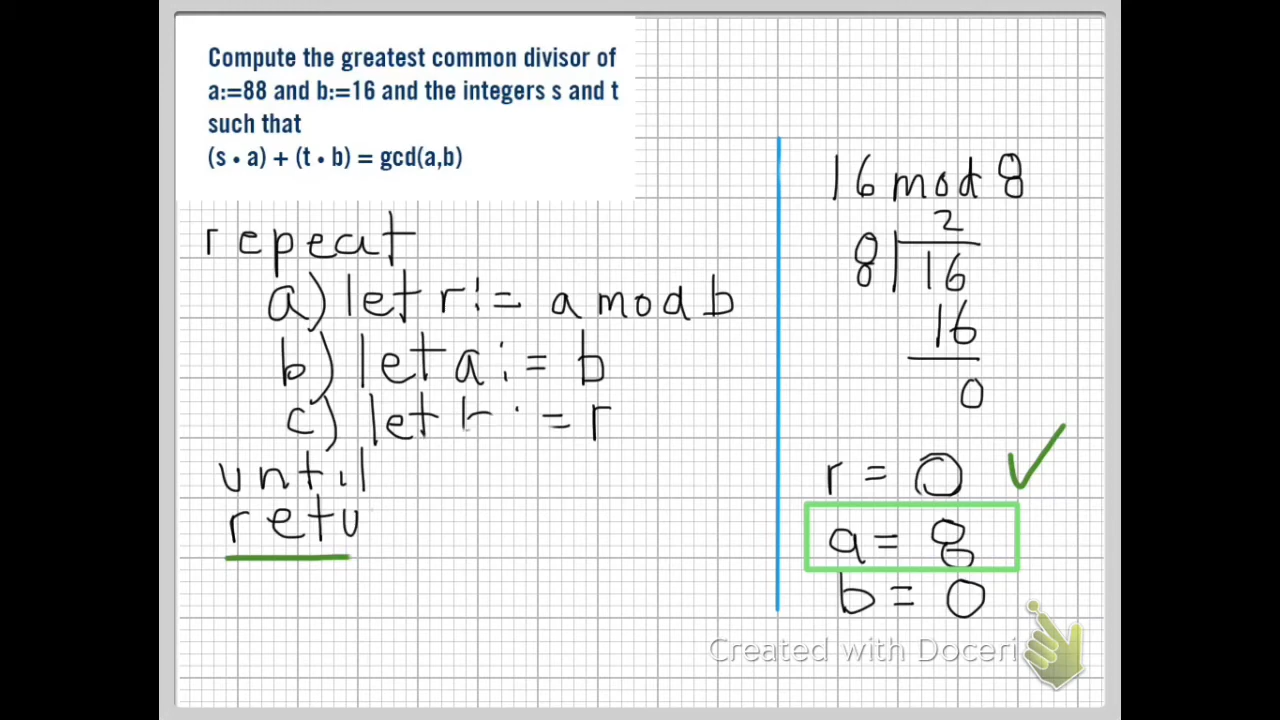 Compute the greatest common divisor of
a:=88 and b:=16 and the integers s and t
such that
(s • a) + (t • b) = gcd(a,b)
repeat
a) let r := a mod b
b) let a := b
c) let := r
until
retu
16 mod 8
2
8 16
16
0
r = 0
a = 8
b = 0
Created with Doceri